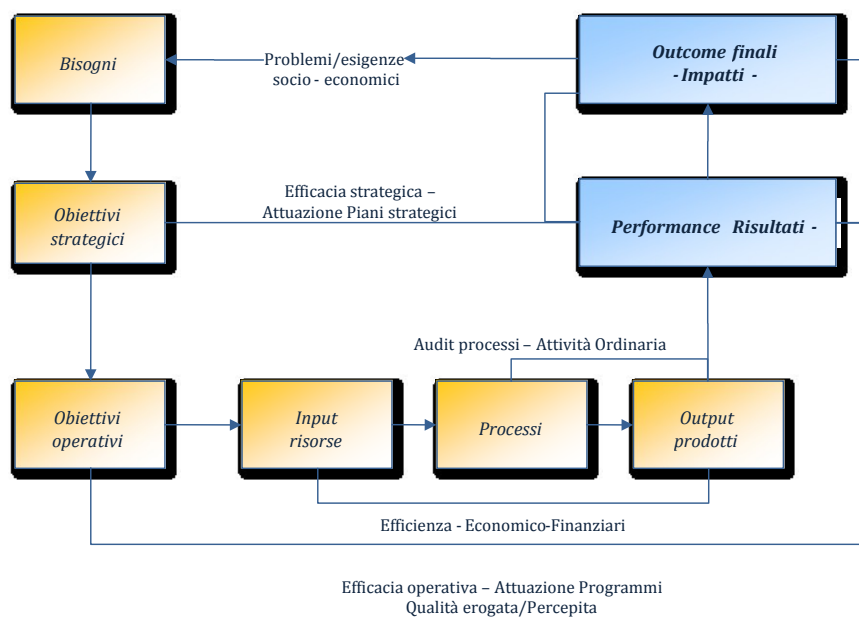 Bisogni
Problemi/esigenze
socio - economici
Outcome finali
- Impatti -
Efficacia strategica –
Attuazione Piani strategici
Obiettivi
strategici
Performance Risultati -
Audit processi – Attività Ordinaria
Obiettivi
operativi
Input
risorse
Processi
Output
prodotti
Efficienza - Economico-Finanziari
Efficacia operativa – Attuazione Programmi
Qualità erogata/Percepita